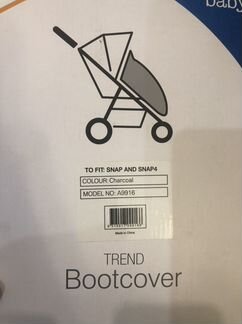 baby
TO FIT: SNAP AND SNAP4
COLOUR: Charcoal
MODEL NO: A9916
Made in China
TREND
Bootcover